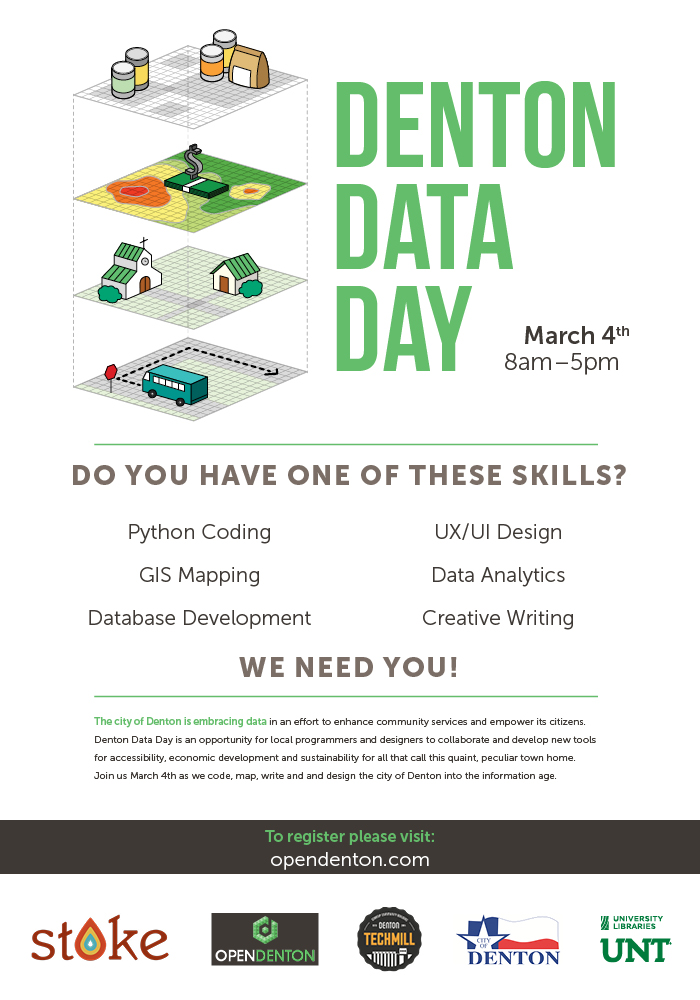 DENTON
DATA
DAY
March 4th
8am–5pm
DO YOU HAVE ONE OF THESE SKILLS?
Python Coding
UX/UI Design
GIS Mapping
Data Analytics
Database Development
Creative Writing
WE NEED YOU!
The city of Denton is embracing data in an effort to enhance community services and empower its citizens.
Denton Data Day is an opportunity for local programmers and designers to collaborate and develop new tools
for accessibility, economic development and sustainability for all that call this quaint, peculiar town home.
Join us March 4th as we code, map, write and and design the city of Denton into the information age.
To register please visit:
opendenton.com
stoke
OPENDENTON
DENTON
TECHMILL
CITY
OF
DENTON
UNIVERSITY
LIBRARIES
UNT